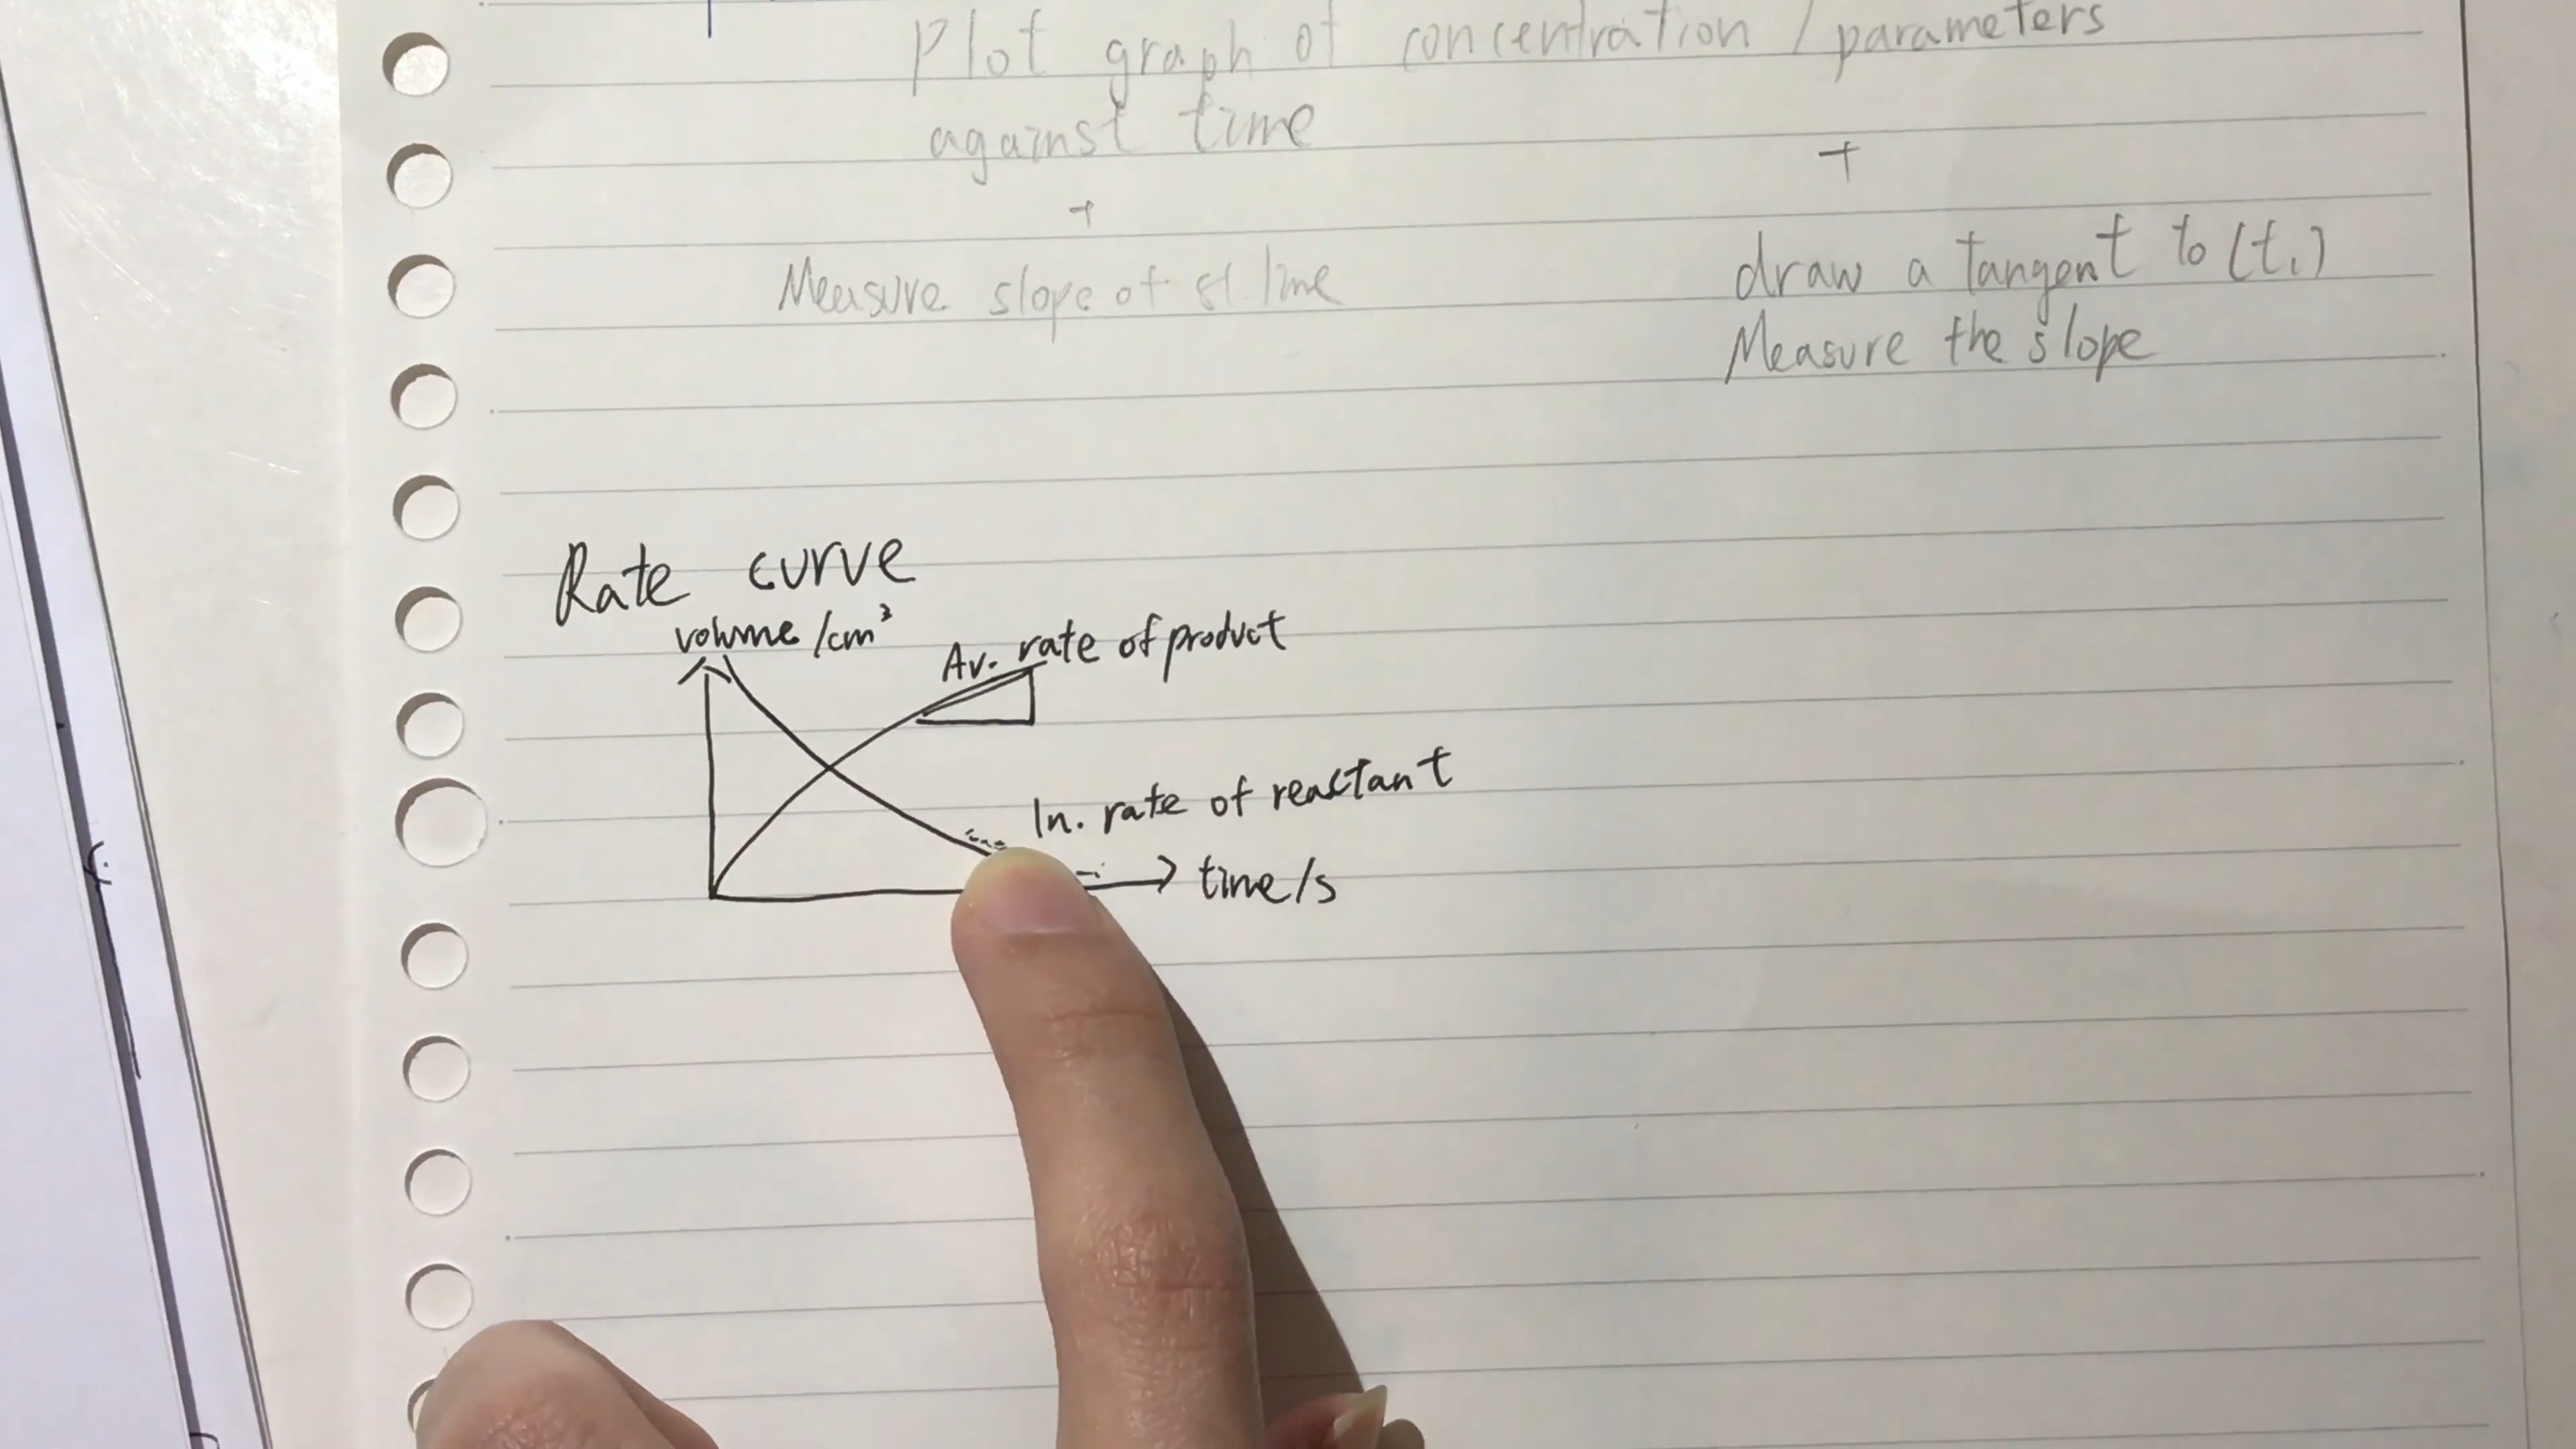 Plot graph of concentration / parameters
against time
+
+
Measure slope of st. line
draw a tangent to (t₁)
Measure the slope
Rate curve
volume /cm³
Av. rate of product
In. rate of reactant
time/s